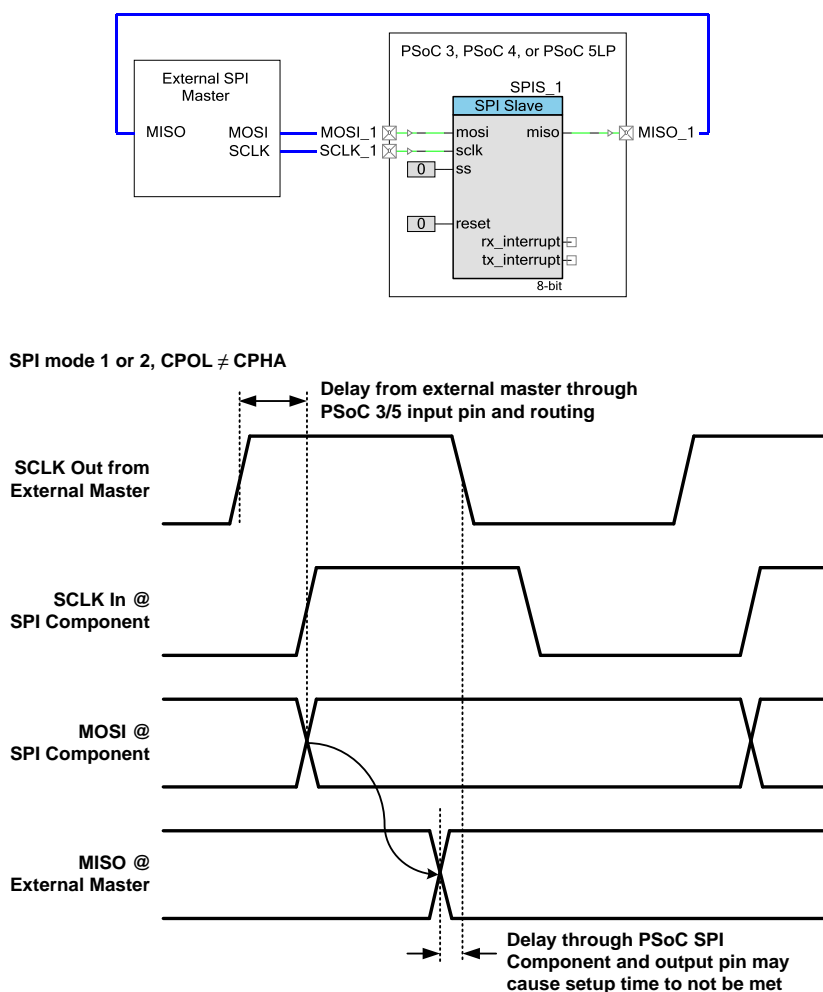 PSoC 3, PSoC 4, or PSoC 5LP
External SPI
Master
MISO
MOSI
SCLK
MOSI_1
SCLK_1
SPIS_1
SPI Slave
mosi
miso
sclk
0
ss
0
reset
rx_interrupt
tx_interrupt
8-bit
MISO_1
SPI mode 1 or 2, CPOL ≠ CPHA
Delay from external master through
PSoC 3/5 input pin and routing
SCLK Out from
External Master
SCLK In @
SPI Component
MOSI @
SPI Component
MISO @
External Master
Delay through PSoC SPI
Component and output pin may
cause setup time to not be met